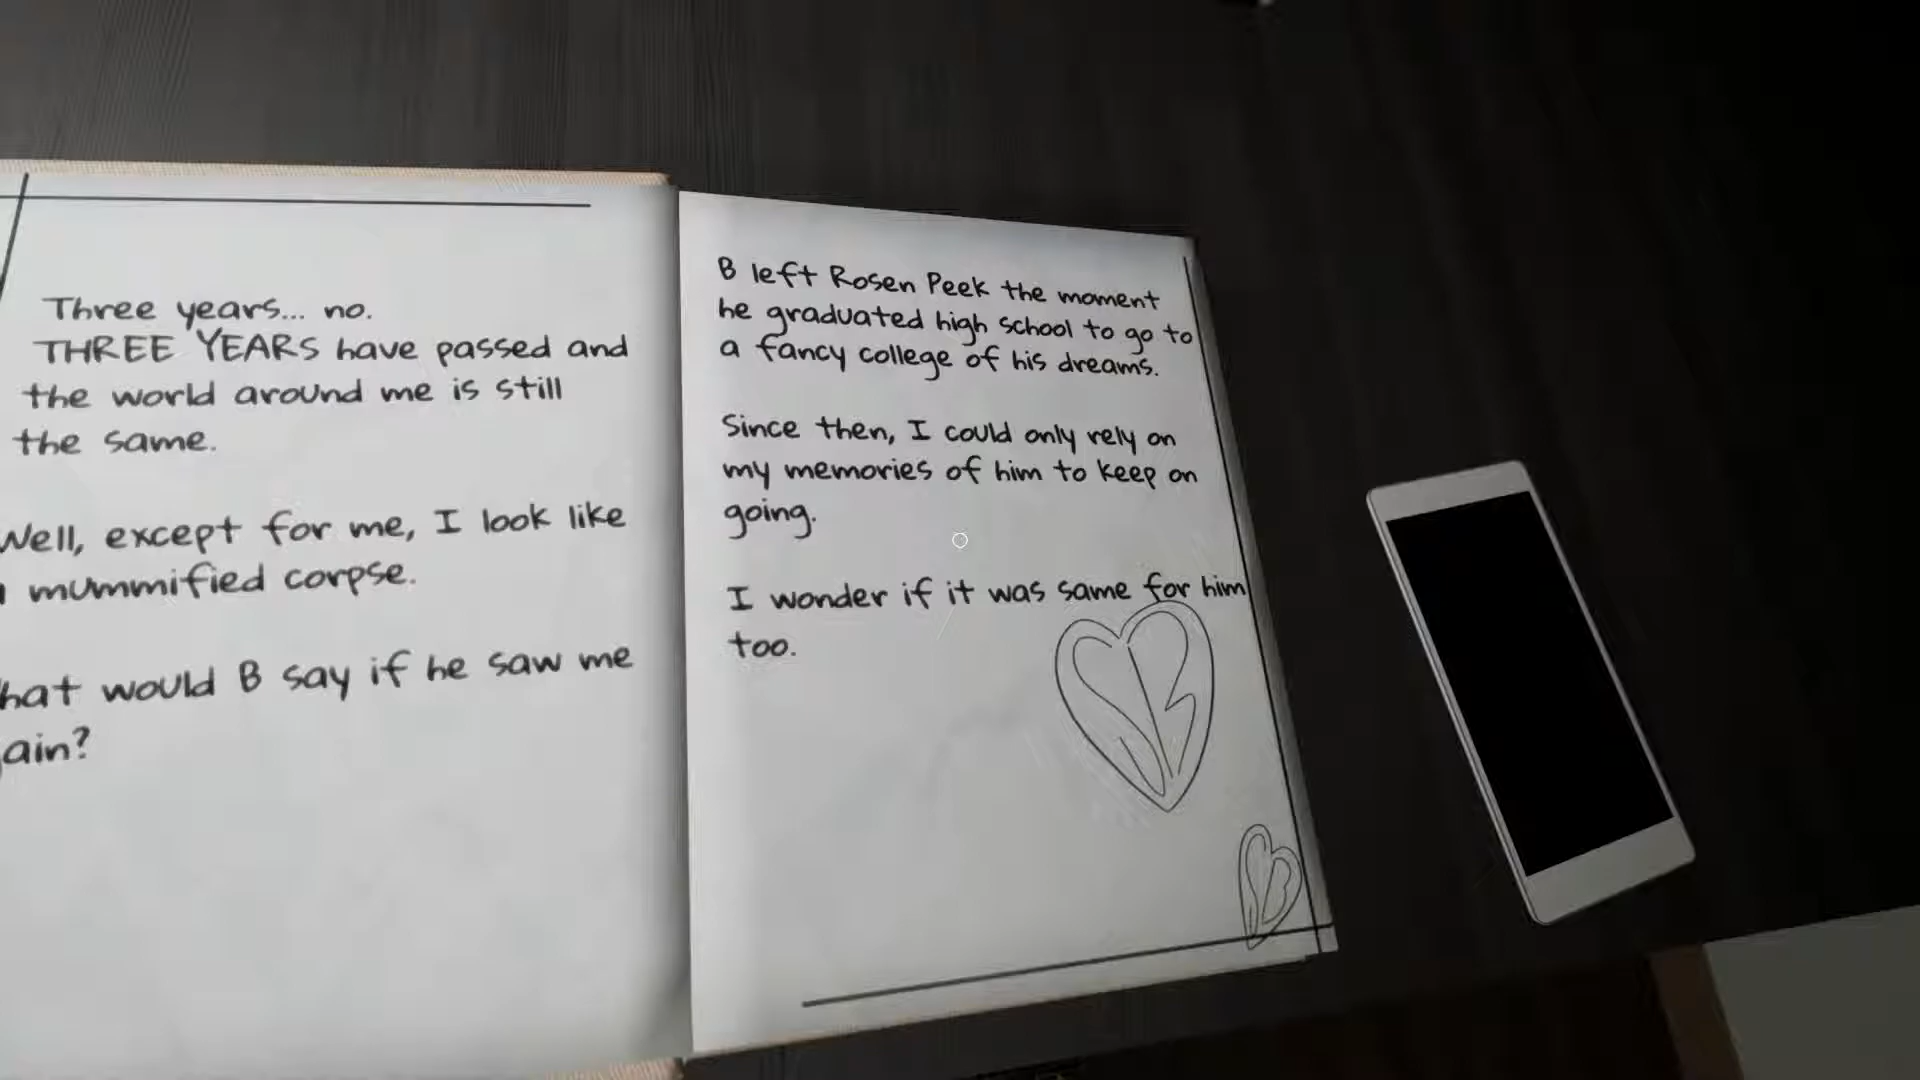 Three years... no.
THREE YEARS have passed and
the world around me is still
the same.
Well, except for me, I look like
mummified corpse.
would B say if he saw me
B left Rosen Peek the moment
he graduated high school to go to
a fancy college of his dreams.
Since then, I could only rely on
my memories of him to keep on
going.
I wonder if it was same for him
too.